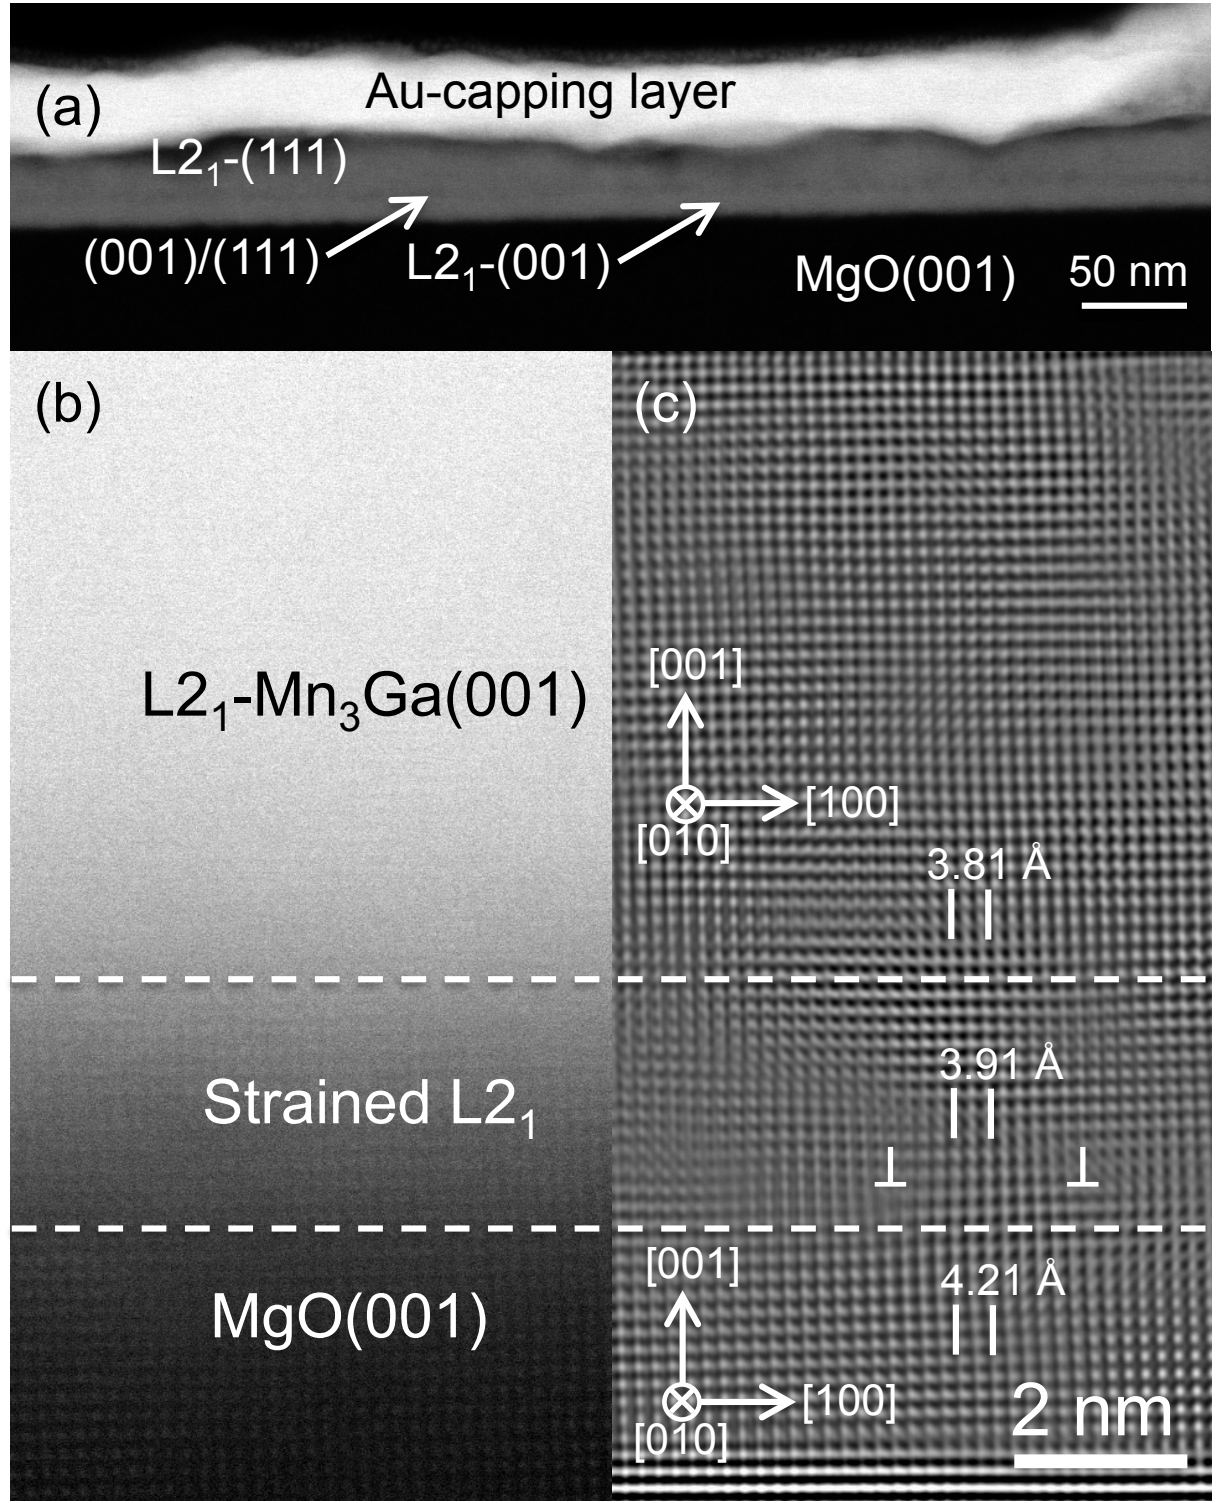 (a)
Au-capping layer
L2₁-(111)
(001)/(111)
L2₁-(001)
MgO(001)
50 nm
(b)
L2₁-Mn₃Ga(001)
Strained L2₁
MgO(001)
(c)
[001]
[100]
[010]
3.81 Å
3.91 Å
⊥ ⊥
[001]
4.21 Å
[100]
[010]
2 nm